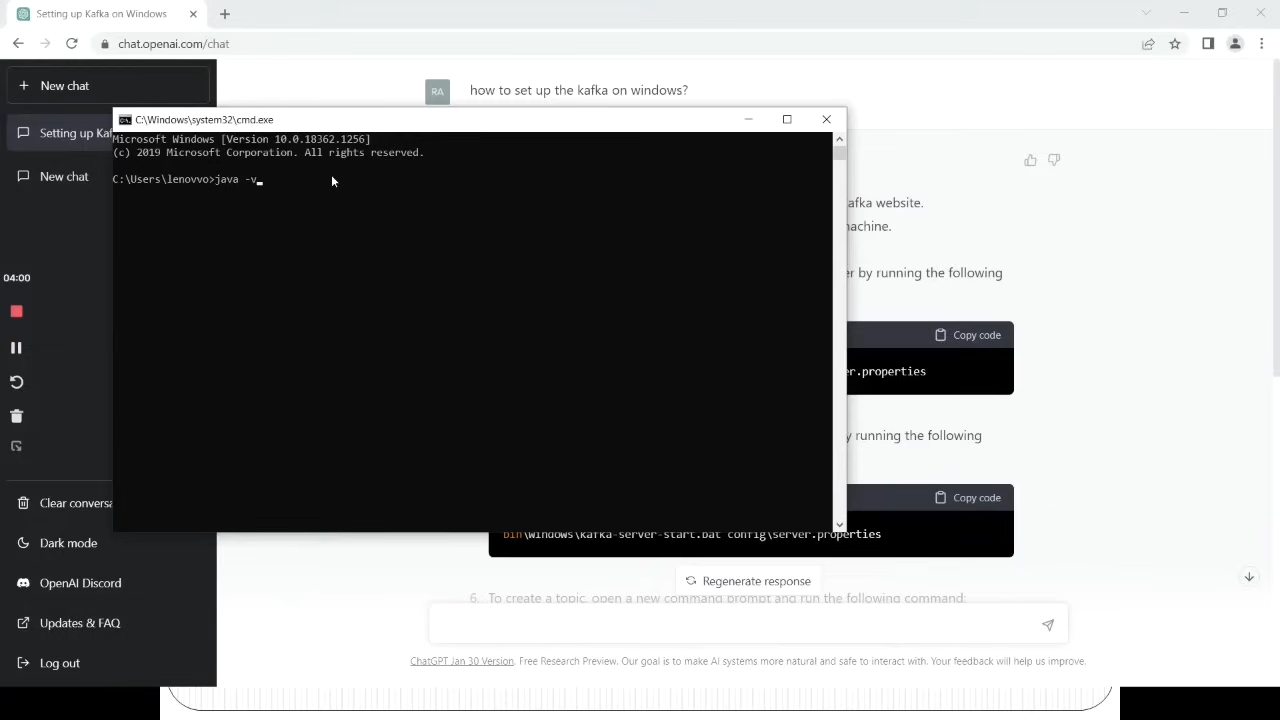 Setting up Kafka on Windows
chat.openai.com/chat
New chat
RA
how to set up the kafka on windows?
C:\Windows\system32\cmd.exe
Setting up Kaf
Microsoft Windows [Version 10.0.18362.1256]
(c) 2019 Microsoft Corporation. All rights reserved.
New chat
C:\Users\lenovvo>java -v_
afka website.
achine.
er by running the following
04:00
Copy code
er.properties
y running the following
Copy code
Clear conversa
bin\windows\kafka-server-start.bat config\server.properties
Dark mode
OpenAI Discord
Regenerate response
6. To create a topic, open a new command prompt and run the following command:
Updates & FAQ
Log out
ChatGPT Jan 30 Version. Free Research Preview. Our goal is to make AI systems more natural and safe to interact with. Your feedback will help us improve.